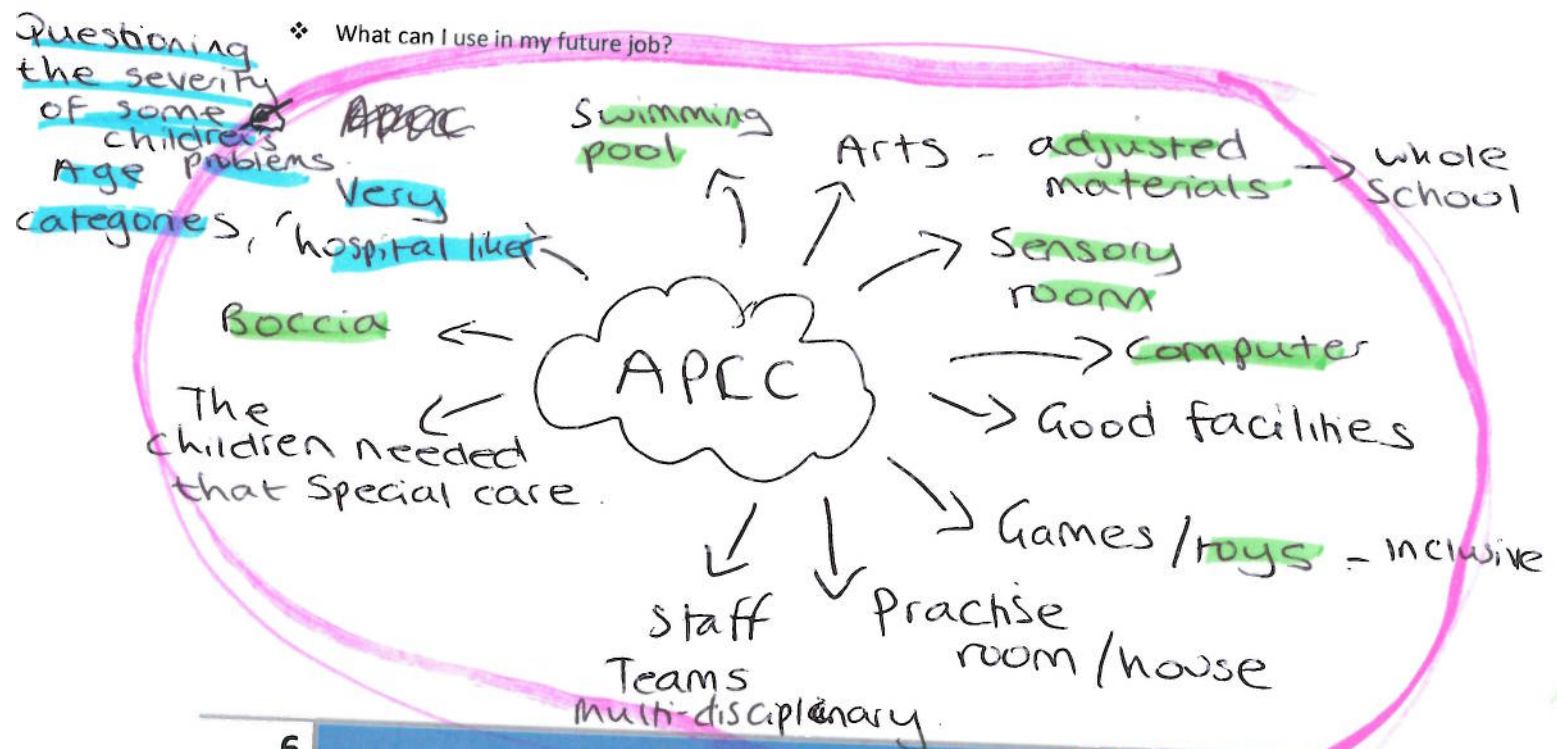 ❖ What can I use in my future job?
Questioning
the severity
of some
children's
problems.
Age
categories,
Very
'hospital like'
Swimming
pool
Arts - adjusted
materials -> whole
school
Sensory
room
Computer
Good facilities
Games / toys - inclusive
Practise
room / house
Staff
Teams
multi-disciplinary.
The
children needed
that special care.
Boccia
APCC
6